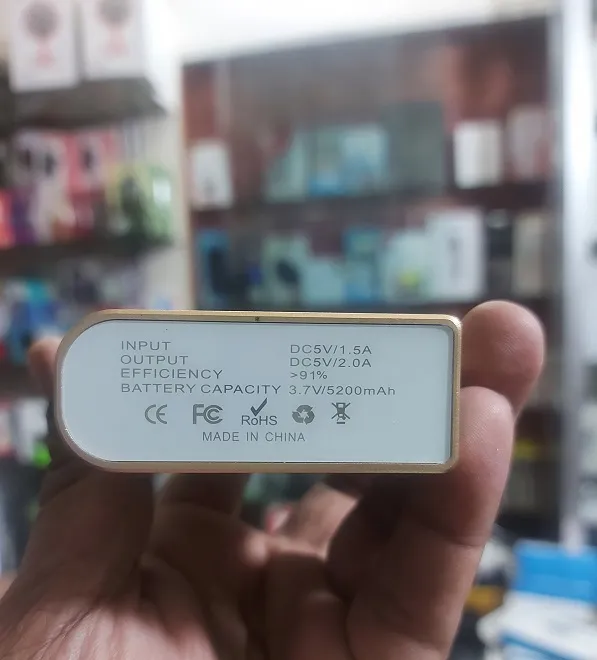 INPUT DC5V/1.5A
OUTPUT DC5V/2.0A
EFFICIENCY >91%
BATTERY CAPACITY 3.7V/5200mAh
CE FC RoHS
MADE IN CHINA